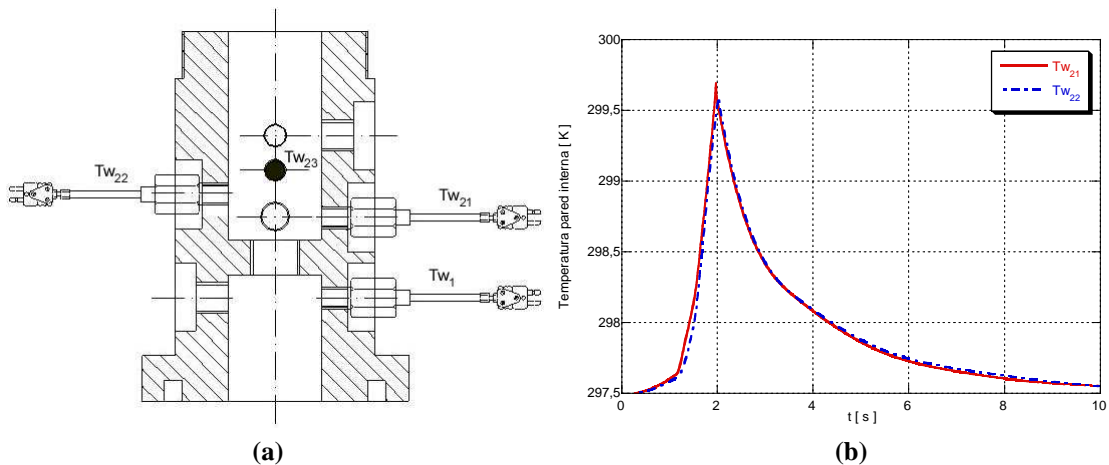 Tw22
Tw23
Tw21
Tw1
(a)
300
299,5
299
298,5
298
297,5
0
2
4
6
8
10
Temperatura pared interna [ K ]
t [ s ]
Tw21
Tw22
(b)